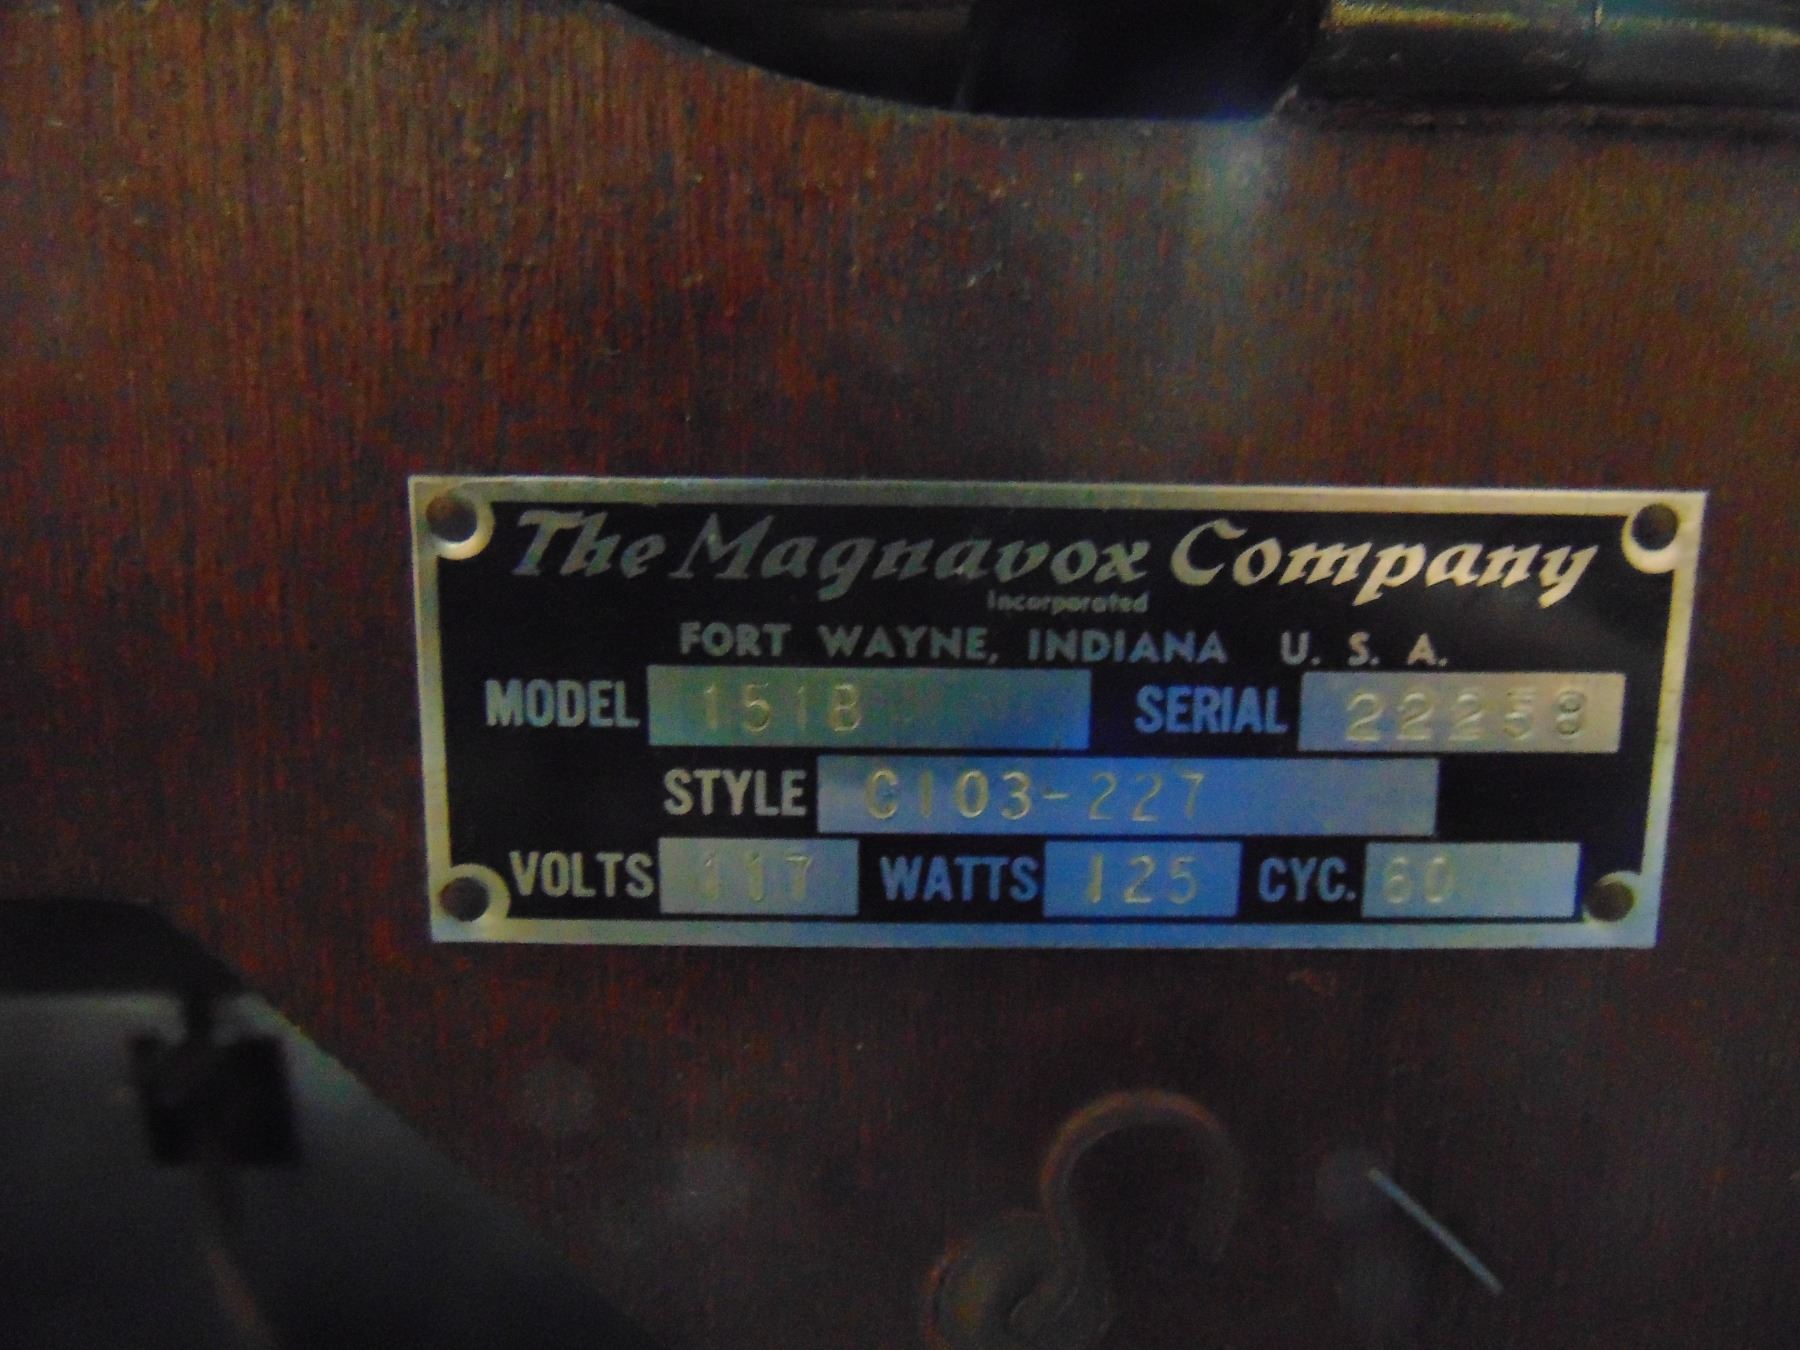 The Magnavox Company
Incorporated
FORT WAYNE, INDIANA U. S. A.
MODEL 151B SERIAL 22258
STYLE C103-227
VOLTS 117 WATTS 125 CYC. 60